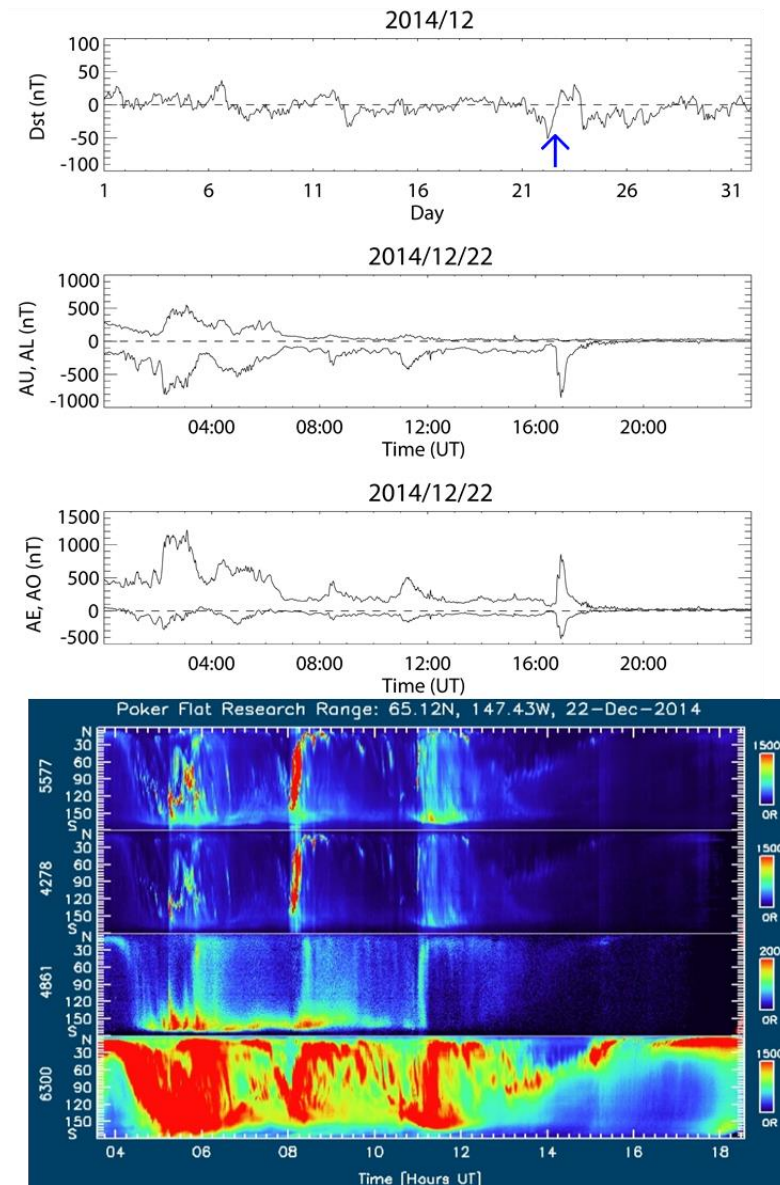 2014/12
100
50
0
-50
-100
Dst (nT)
1 6 11 16 21 26 31
Day
2014/12/22
1000
500
0
-500
-1000
AU, AL (nT)
04:00 08:00 12:00 16:00 20:00
Time (UT)
2014/12/22
1500
1000
500
0
-500
AE, AO (nT)
04:00 08:00 12:00 16:00 20:00
Time (UT)
Poker Flat Research Range: 65.12N, 147.43W, 22-Dec-2014
5577
N
30
60
90
120
150
S
1500
0R
4278
N
30
60
90
120
150
S
1500
0R
4861
N
30
60
90
120
150
S
200
0R
6300
N
30
60
90
120
150
S
1500
0R
04 06 08 10 12 14 16 18
Time [Hours UT]